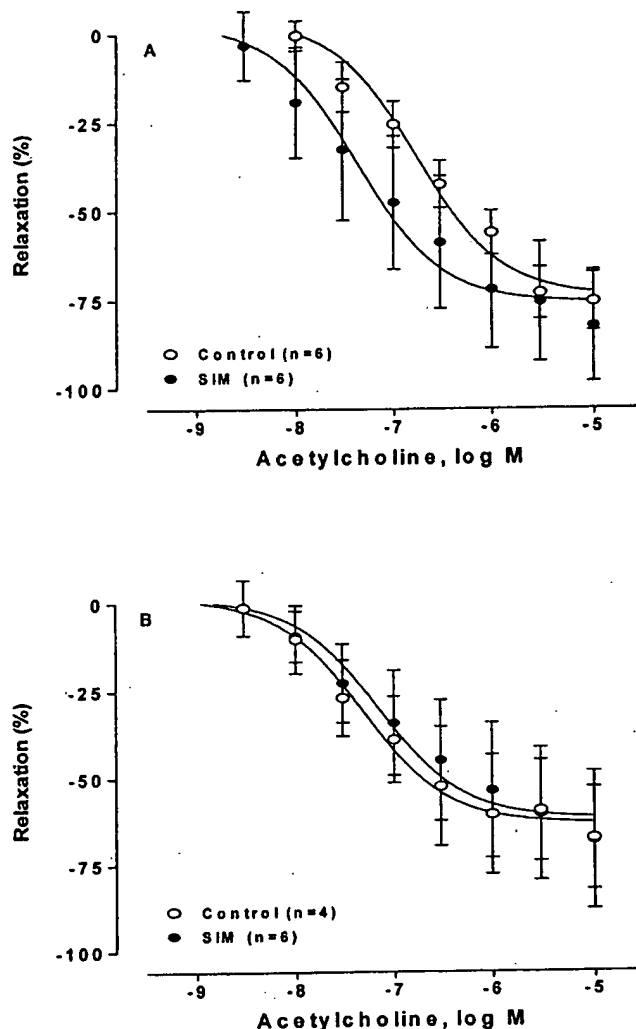 A
0
-25
-50
-75
-100
Relaxation (%)
Control (n=6)
SIM (n=6)
-9 -8 -7 -6 -5
Acetylcholine, log M
B
0
-25
-50
-75
-100
Relaxation (%)
Control (n=4)
SIM (n=6)
-9 -8 -7 -6 -5
Acetylcholine, log M